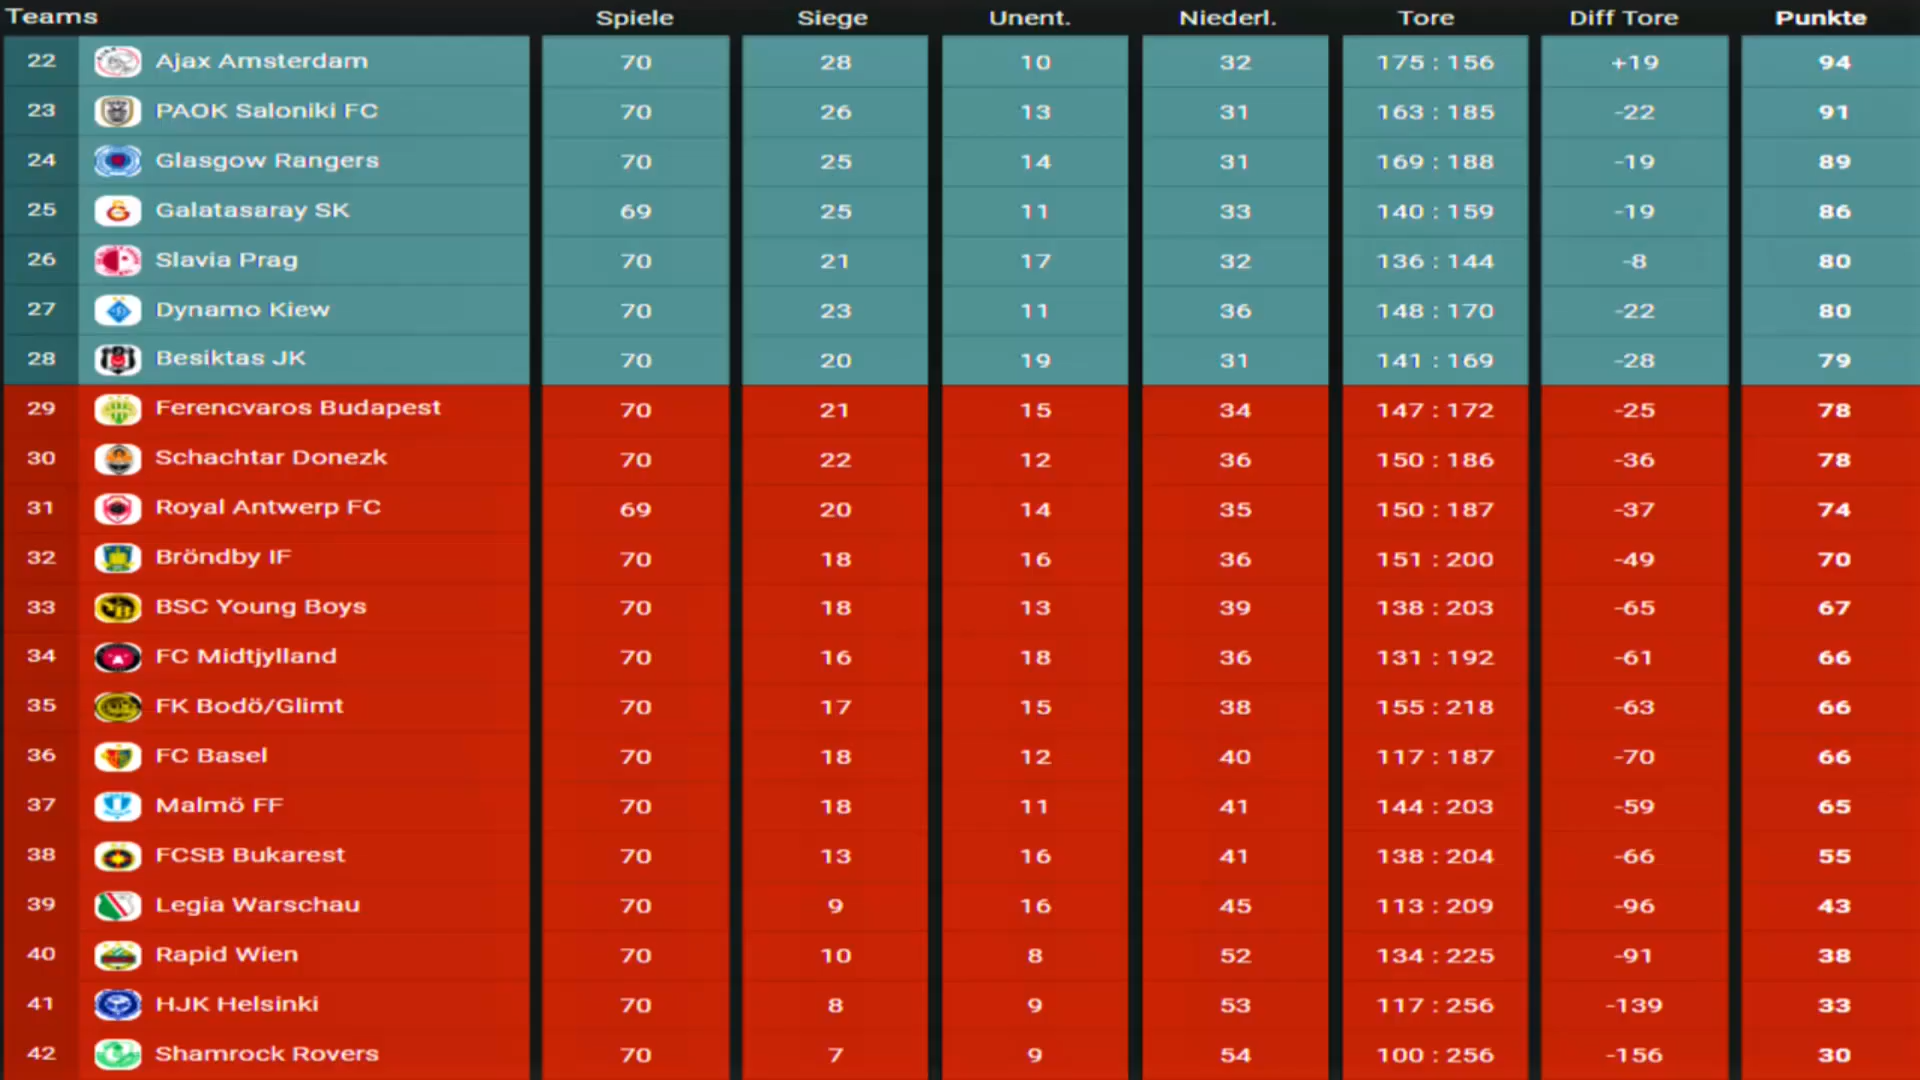 Teams Spiele Siege Unent. Niederl. Tore Diff Tore Punkte
22 Ajax Amsterdam 70 28 10 32 175 : 156 +19 94
23 PAOK Saloniki FC 70 26 13 31 163 : 185 -22 91
24 Glasgow Rangers 70 25 14 31 169 : 188 -19 89
25 Galatasaray SK 69 25 11 33 140 : 159 -19 86
26 Slavia Prag 70 21 17 32 136 : 144 -8 80
27 Dynamo Kiew 70 23 11 36 148 : 170 -22 80
28 Besiktas JK 70 20 19 31 141 : 169 -28 79
29 Ferencvaros Budapest 70 21 15 34 147 : 172 -25 78
30 Schachtar Donezk 70 22 12 36 150 : 186 -36 78
31 Royal Antwerp FC 69 20 14 35 150 : 187 -37 74
32 Bröndby IF 70 18 16 36 151 : 200 -49 70
33 BSC Young Boys 70 18 13 39 138 : 203 -65 67
34 FC Midtjylland 70 16 18 36 131 : 192 -61 66
35 FK Bodö/Glimt 70 17 15 38 155 : 218 -63 66
36 FC Basel 70 18 12 40 117 : 187 -70 66
37 Malmö FF 70 18 11 41 144 : 203 -59 65
38 FCSB Bukarest 70 13 16 41 138 : 204 -66 55
39 Legia Warschau 70 9 16 45 113 : 209 -96 43
40 Rapid Wien 70 10 8 52 134 : 225 -91 38
41 HJK Helsinki 70 8 9 53 117 : 256 -139 33
42 Shamrock Rovers 70 7 9 54 100 : 256 -156 30